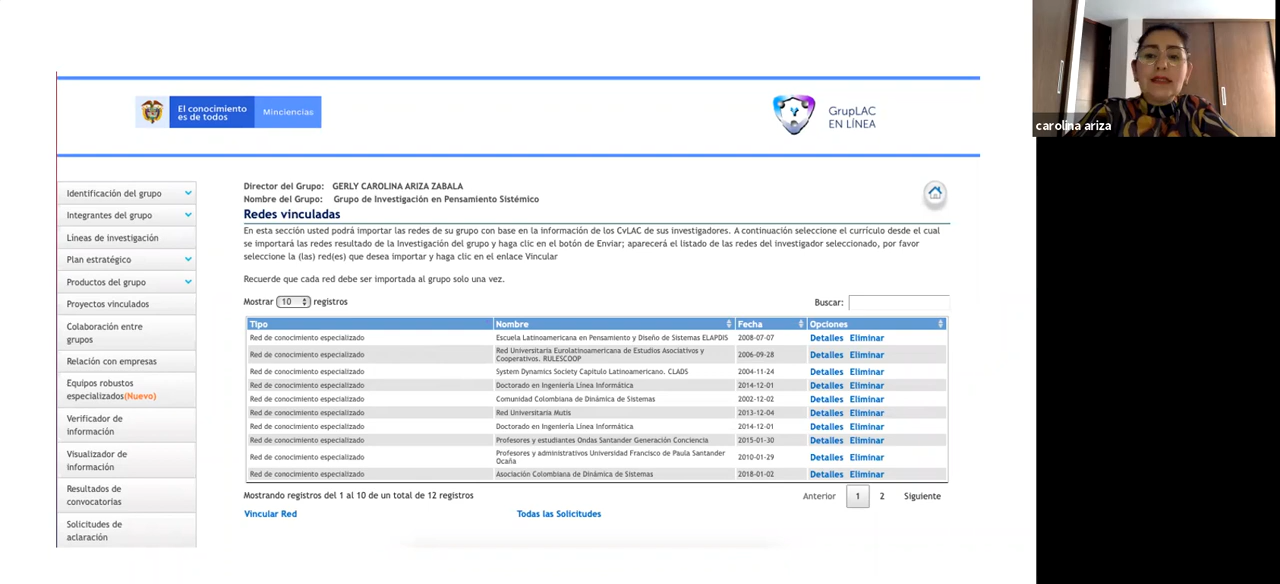 El conocimiento
es de todos
Minciencias
GrupLAC
EN LÍNEA
carolina ariza
Identificación del grupo
Integrantes del grupo
Líneas de investigación
Plan estratégico
Productos del grupo
Proyectos vinculados
Colaboración entre
grupos
Relación con empresas
Equipos robustos
especializados(Nuevo)
Verificador de
información
Visualizador de
información
Resultados de
convocatorias
Solicitudes de
aclaración
Director del Grupo: GERLY CAROLINA ARIZA ZABALA
Nombre del Grupo: Grupo de Investigación en Pensamiento Sistémico
Redes vinculadas
En esta sección usted podrá importar las redes de su grupo con base en la información de los CvLAC de sus investigadores. A continuación seleccione el currículo desde el cual
se importará las redes resultado de la Investigación del grupo y haga clic en el botón de Enviar; aparecerá el listado de las redes del investigador seleccionado, por favor
seleccione la (las) red(es) que desea importar y haga clic en el enlace Vincular
Recuerde que cada red debe ser importada al grupo solo una vez.
Mostrar 10 registros Buscar:
Tipo Nombre Fecha Opciones
Red de conocimiento especializado Escuela Latinoamericana en Pensamiento y Diseño de Sistemas ELAPDIS 2008-07-07 Detalles Eliminar
Red de conocimiento especializado Red Universitaria Eurolatinoamericana de Estudios Asociativos y
Cooperativos. RULESCOOP 2006-09-28 Detalles Eliminar
Red de conocimiento especializado System Dynamics Society Capitulo Latinoamericano. CLADS 2004-11-24 Detalles Eliminar
Red de conocimiento especializado Doctorado en Ingeniería Línea Informática 2014-12-01 Detalles Eliminar
Red de conocimiento especializado Comunidad Colombiana de Dinámica de Sistemas 2002-12-02 Detalles Eliminar
Red de conocimiento especializado Red Universitaria Mutis 2013-12-04 Detalles Eliminar
Red de conocimiento especializado Doctorado en Ingeniería Línea Informática 2014-12-01 Detalles Eliminar
Red de conocimiento especializado Profesores y estudiantes Ondas Santander Generación Conciencia 2015-01-30 Detalles Eliminar
Red de conocimiento especializado Profesores y administrativos Universidad Francisco de Paula Santander
Ocaña 2010-01-29 Detalles Eliminar
Red de conocimiento especializado Asociación Colombiana de Dinámica de Sistemas 2018-01-02 Detalles Eliminar
Mostrando registros del 1 al 10 de un total de 12 registros Anterior 1 2 Siguiente
Vincular Red Todas las Solicitudes